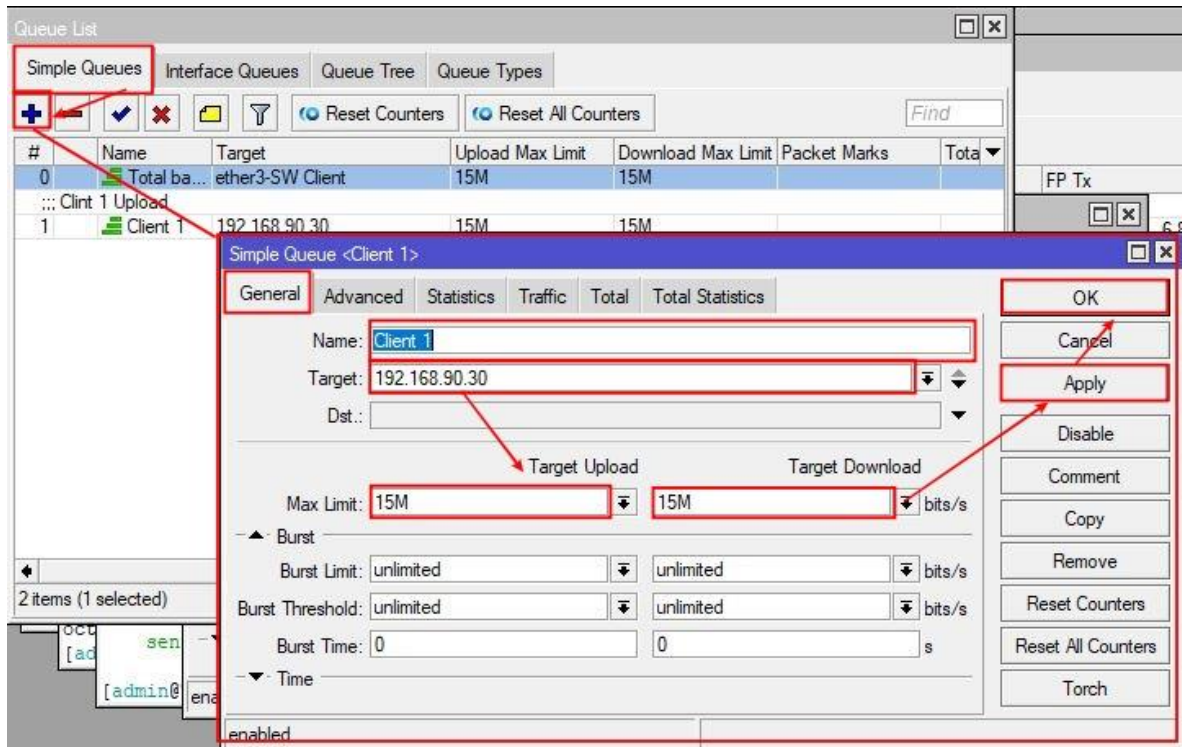 Queue List
Simple Queues Interface Queues Queue Tree Queue Types
Reset Counters Reset All Counters Find
# Name Target Upload Max Limit Download Max Limit Packet Marks Tota
0 Total ba... ether3-SW Client 15M 15M
FP Tx
;;; Clint 1 Upload
1 Client 1 192.168.90.30 15M 15M
Simple Queue <Client 1>
General Advanced Statistics Traffic Total Total Statistics
OK
Name: Client 1
Cancel
Target: 192.168.90.30
Apply
Dst.:
Disable
Target Upload Target Download
Comment
Max Limit: 15M 15M bits/s
Copy
Burst
Burst Limit: unlimited unlimited bits/s
Remove
2 items (1 selected)
Burst Threshold: unlimited unlimited bits/s
Reset Counters
Burst Time: 0 0 s
Reset All Counters
sen
[ad
Time
[admin@
ena
Torch
enabled